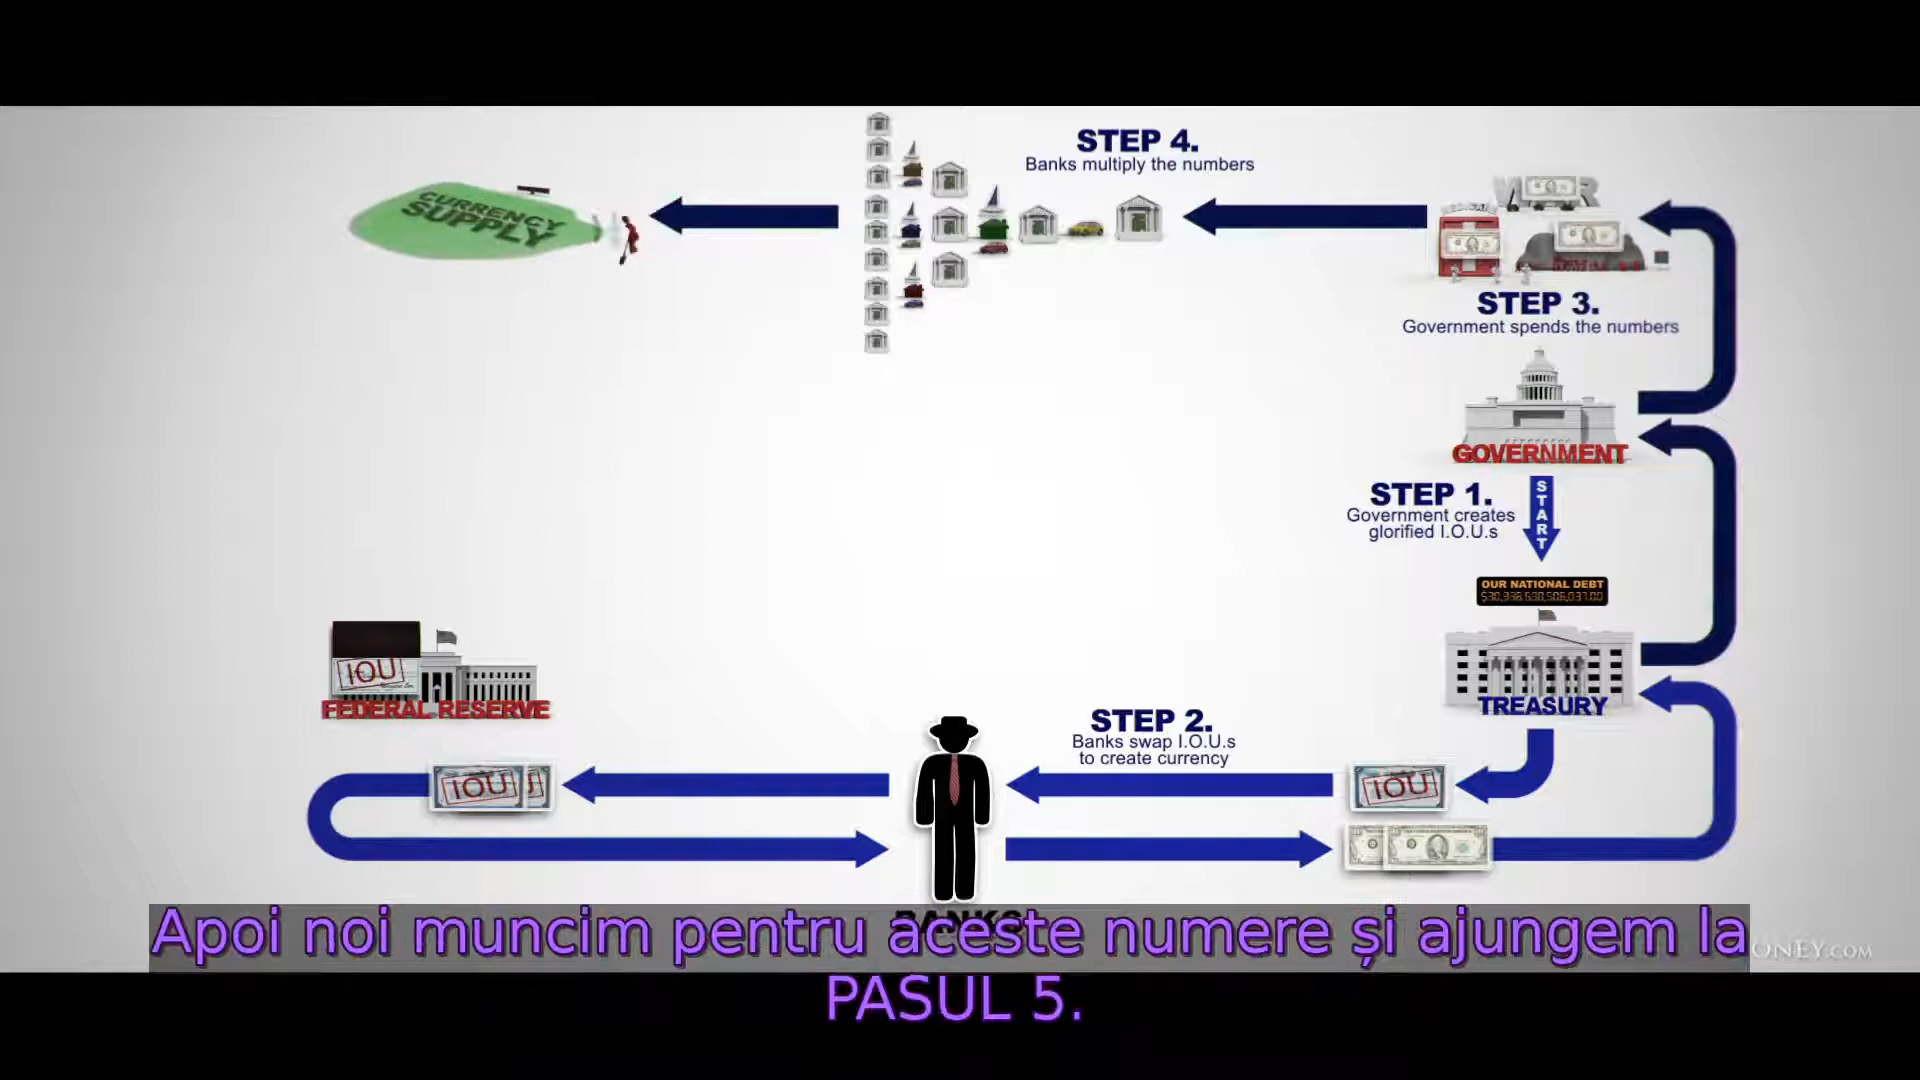 STEP 4.
Banks multiply the numbers
CURRENCY
SUPPLY
STEP 3.
Government spends the numbers
GOVERNMENT
STEP 1.
Government creates
glorified I.O.U.s
START
OUR NATIONAL DEBT
IOU
FEDERAL RESERVE
TREASURY
STEP 2.
Banks swap I.O.U.s
to create currency
IOU
IOU
BANKS
Apoi noi muncim pentru aceste numere și ajungem la
PASUL 5.
ONEY.COM